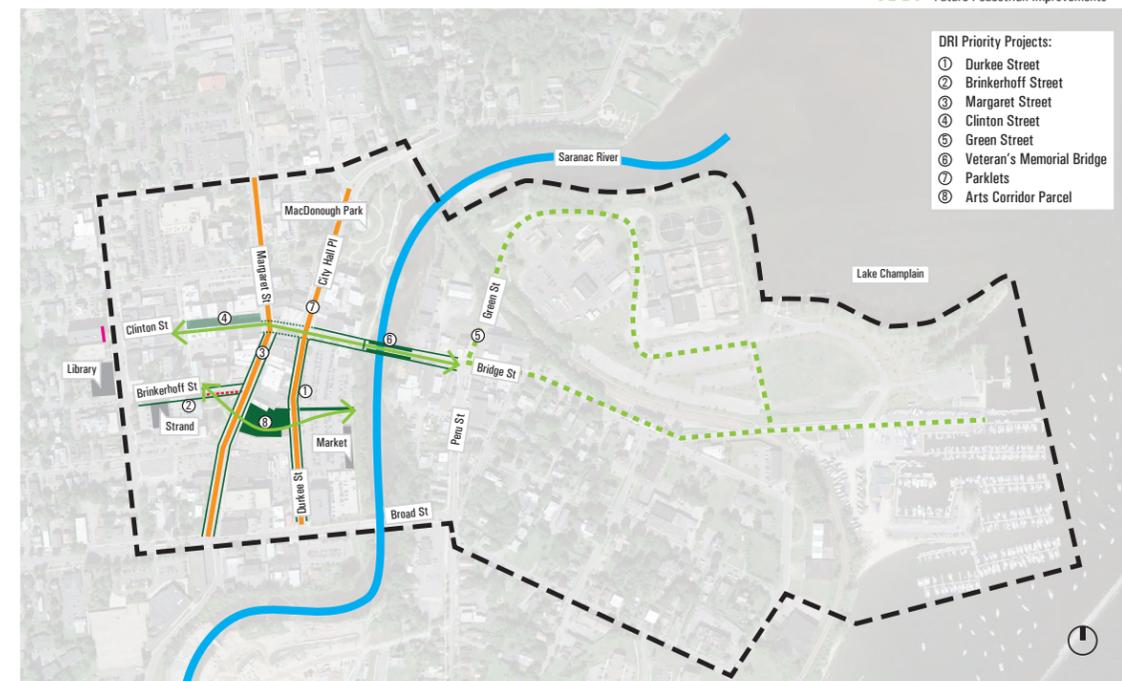 Future Pedestrian Improvements
DRI Priority Projects:
① Durkee Street
② Brinkerhoff Street
③ Margaret Street
④ Clinton Street
⑤ Green Street
⑥ Veteran's Memorial Bridge
⑦ Parklets
⑧ Arts Corridor Parcel
Saranac River
MacDonough Park
Margaret St
City Hall Pl
Lake Champlain
Green St
⑦
④
Clinton St
⑤
⑥
③
Library
Bridge St
Brinkerhoff St
①
②
⑧
Strand
Market
Peru St
Durkee St
Broad St